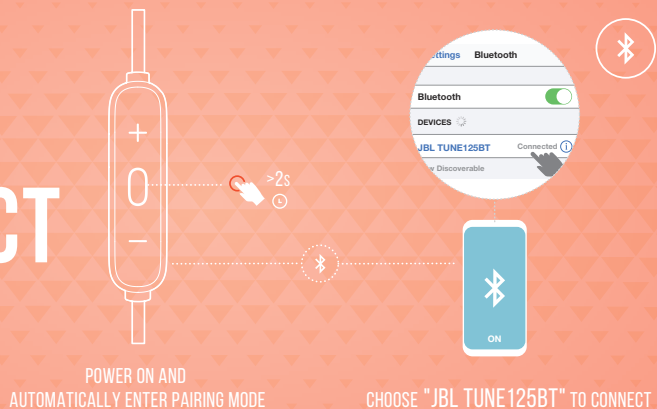 ettings Bluetooth
Bluetooth
DEVICES
JBL TUNE125BT Connected i
w Discoverable
+
>2S
CT
−
ON
POWER ON AND
AUTOMATICALLY ENTER PAIRING MODE
CHOOSE "JBL TUNE125BT" TO CONNECT